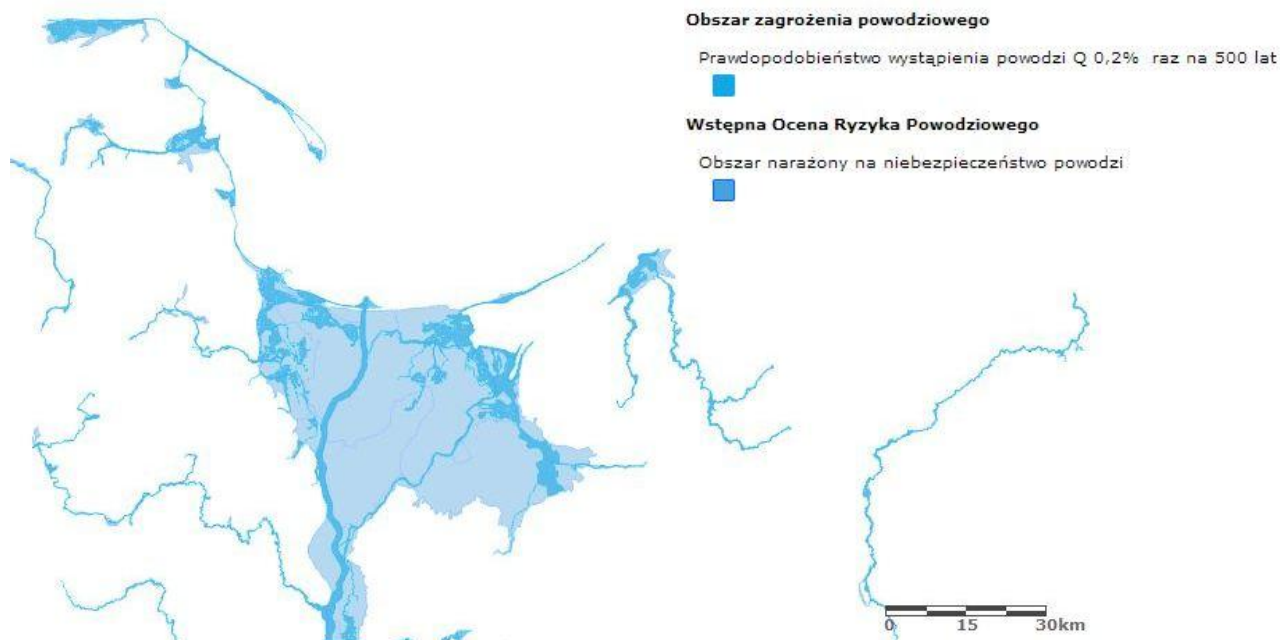 Obszar zagrożenia powodziowego
Prawdopodobieństwo wystąpienia powodzi Q 0,2% raz na 500 lat
Wstępna Ocena Ryzyka Powodziowego
Obszar narażony na niebezpieczeństwo powodzi
0 15 30km